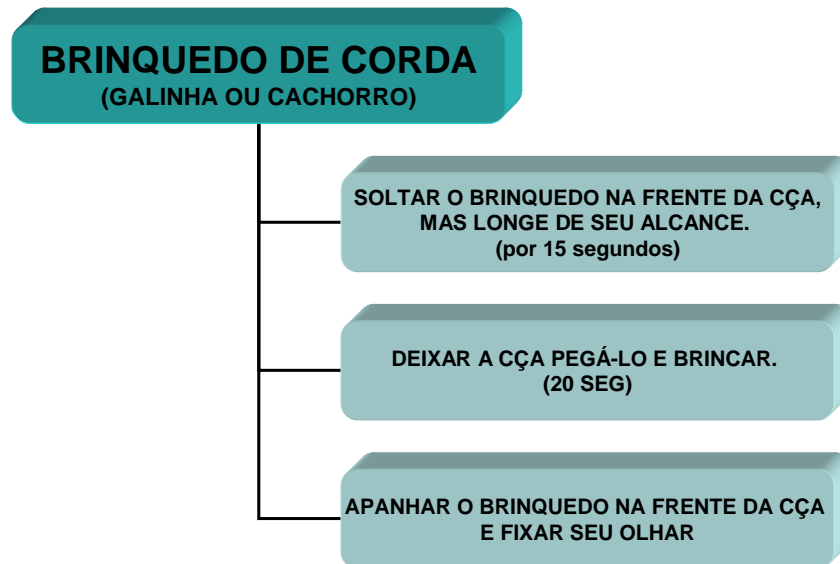 BRINQUEDO DE CORDA
(GALINHA OU CACHORRO)
SOLTAR O BRINQUEDO NA FRENTE DA CÇA,
MAS LONGE DE SEU ALCANCE.
(por 15 segundos)
DEIXAR A CÇA PEGÁ-LO E BRINCAR.
(20 SEG)
APANHAR O BRINQUEDO NA FRENTE DA CÇA
E FIXAR SEU OLHAR